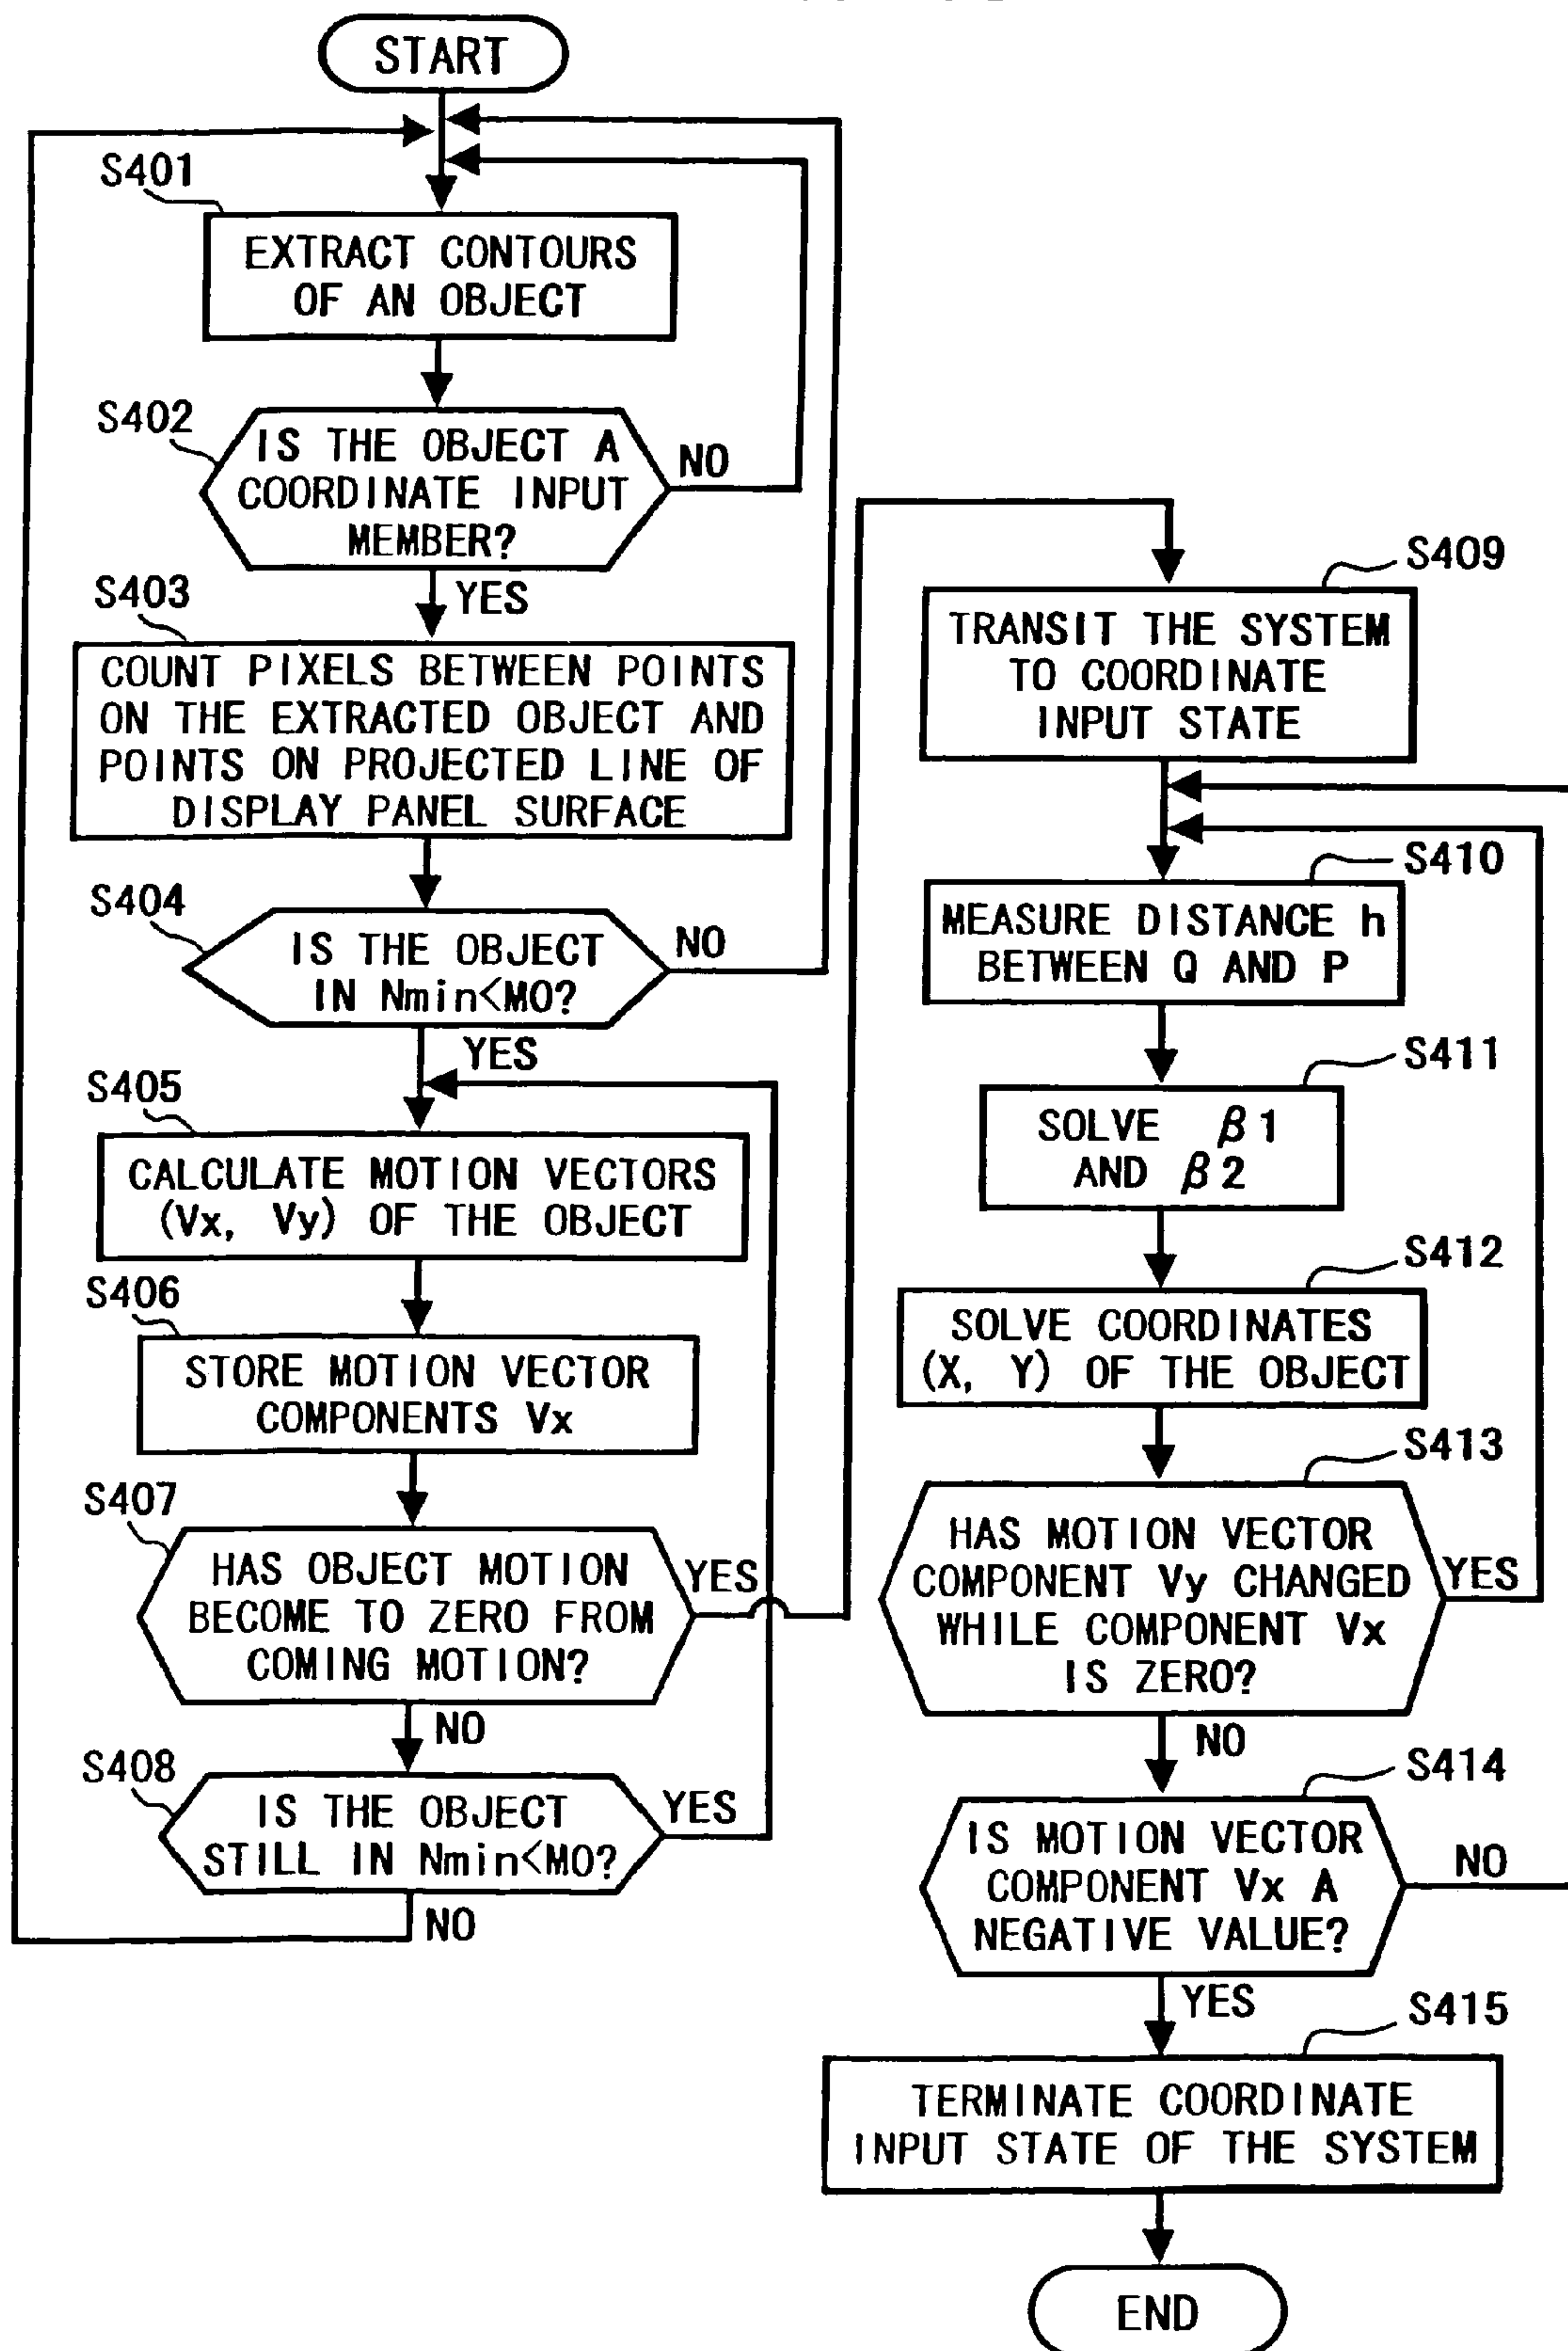 START
S401
EXTRACT CONTOURS
OF AN OBJECT
S402
IS THE OBJECT A
COORDINATE INPUT
MEMBER?
NO
YES
S403
COUNT PIXELS BETWEEN POINTS
ON THE EXTRACTED OBJECT AND
POINTS ON PROJECTED LINE OF
DISPLAY PANEL SURFACE
S404
IS THE OBJECT
IN Nmin<M0?
NO
YES
S405
CALCULATE MOTION VECTORS
(Vx, Vy) OF THE OBJECT
S406
STORE MOTION VECTOR
COMPONENTS Vx
S407
HAS OBJECT MOTION
BECOME TO ZERO FROM
COMING MOTION?
YES
NO
S408
IS THE OBJECT
STILL IN Nmin<M0?
YES
NO
S409
TRANSIT THE SYSTEM
TO COORDINATE
INPUT STATE
S410
MEASURE DISTANCE h
BETWEEN Q AND P
S411
SOLVE β1
AND β2
S412
SOLVE COORDINATES
(X, Y) OF THE OBJECT
S413
HAS MOTION VECTOR
COMPONENT Vy CHANGED
WHILE COMPONENT Vx
IS ZERO?
YES
NO
S414
IS MOTION VECTOR
COMPONENT Vx A
NEGATIVE VALUE?
NO
YES
S415
TERMINATE COORDINATE
INPUT STATE OF THE SYSTEM
END